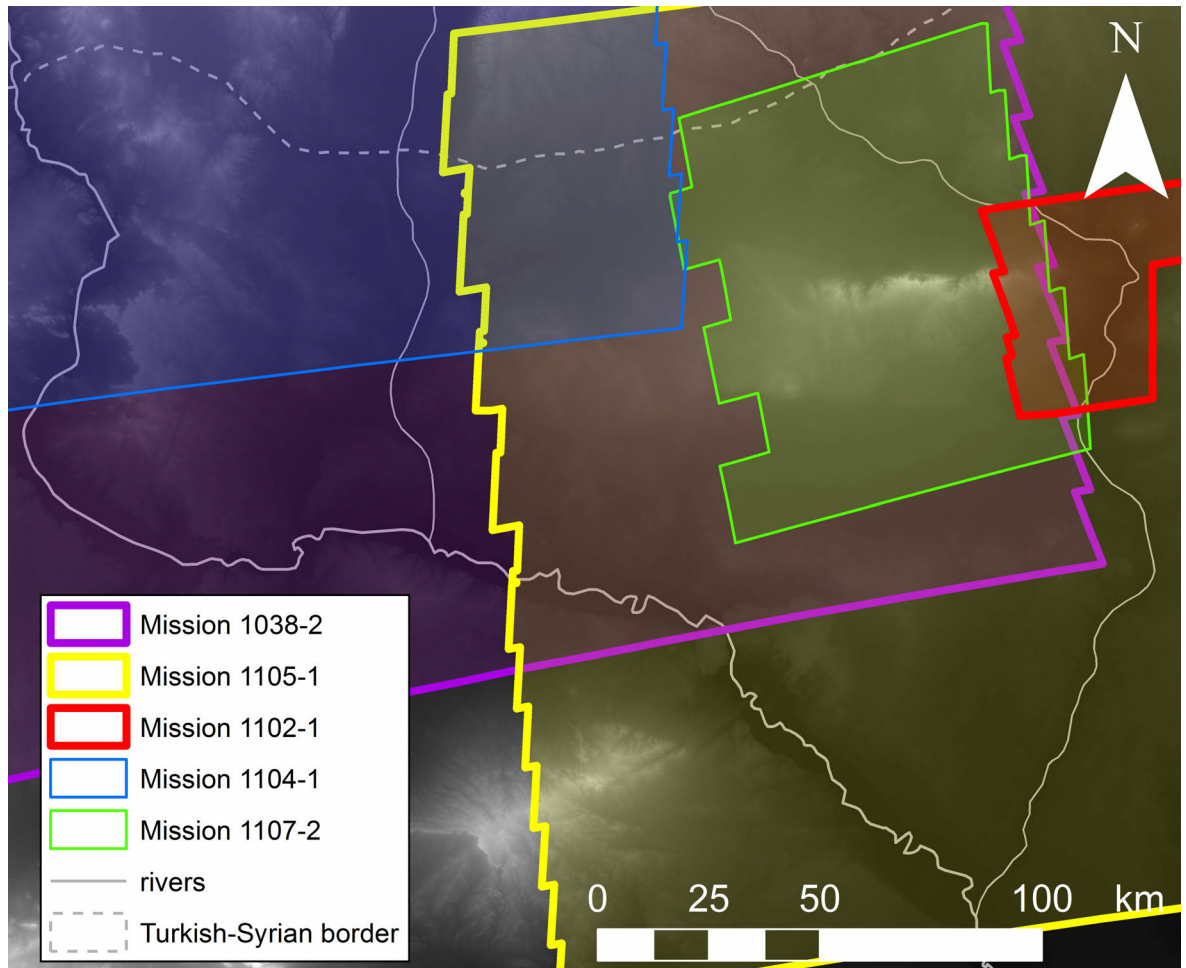 N
Mission 1038-2
Mission 1105-1
Mission 1102-1
Mission 1104-1
Mission 1107-2
rivers
Turkish-Syrian border
0 25 50 100 km